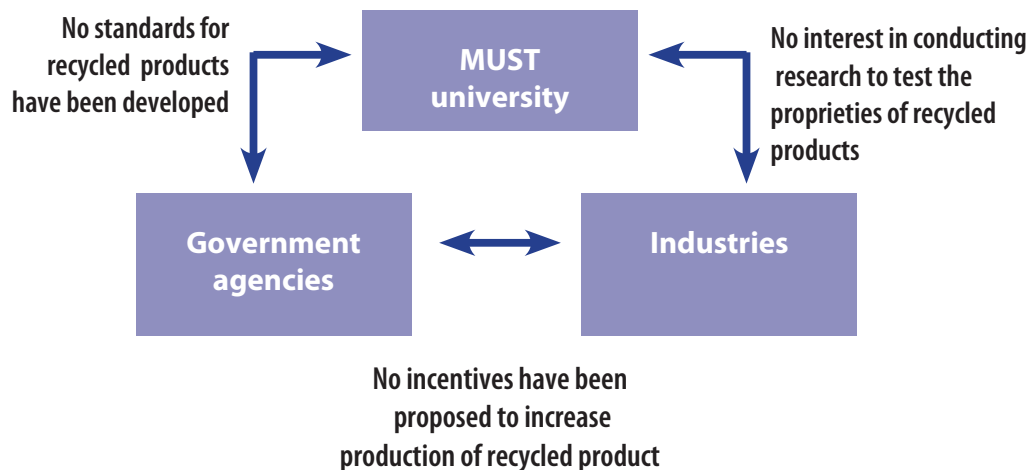 No standards for
recycled products
have been developed
MUST
university
No interest in conducting
research to test the
proprieties of recycled
products
Government
agencies
Industries
No incentives have been
proposed to increase
production of recycled product